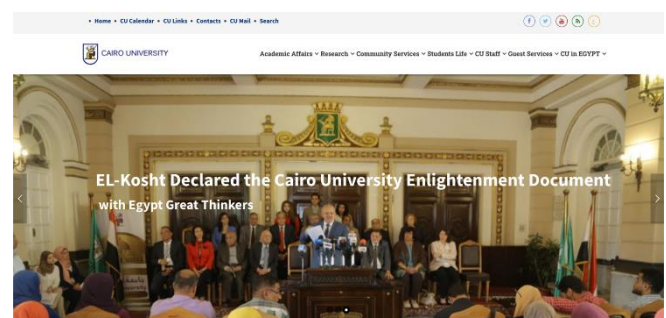 • Home • CU Calendar • CU Links • Contacts • CU Mail • Search
CAIRO UNIVERSITY
Academic Affairs Research Community Services Students Life CU Staff Guest Services CU in EGYPT
EL-Kosht Declared the Cairo University Enlightenment Document
with Egypt Great Thinkers